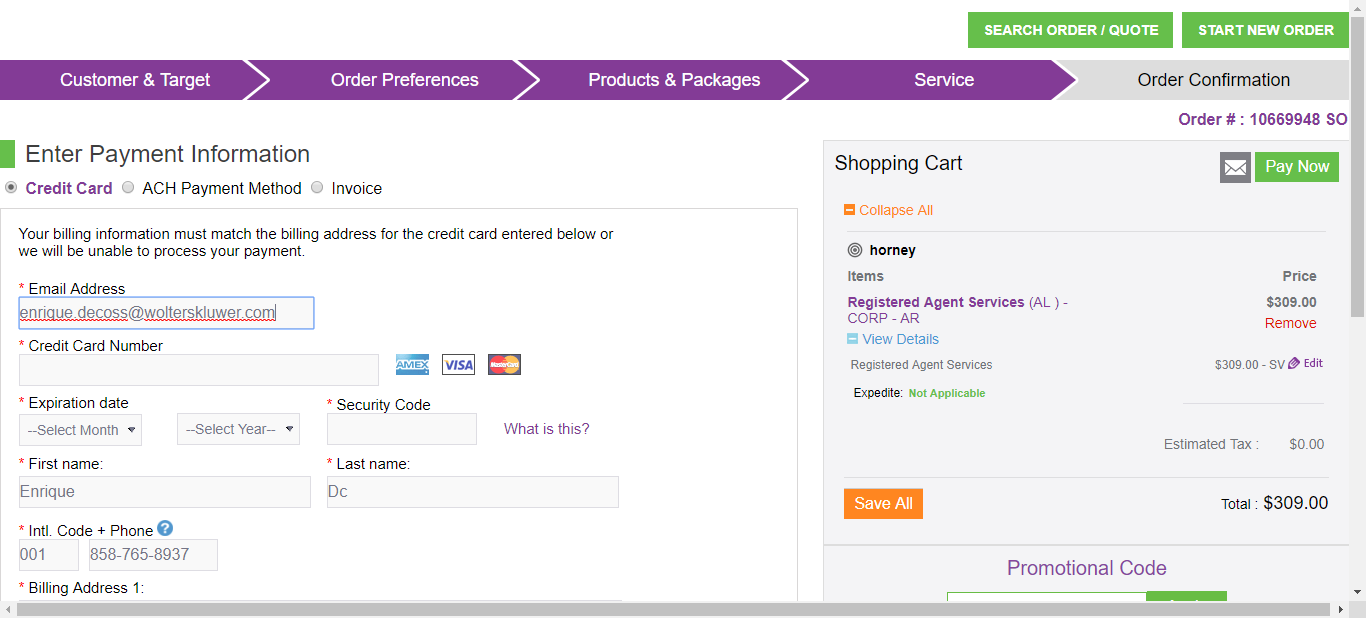 SEARCH ORDER / QUOTE
START NEW ORDER
Customer & Target
Order Preferences
Products & Packages
Service
Order Confirmation
Order # : 10669948 SO
Enter Payment Information
Credit Card
ACH Payment Method
Invoice
Your billing information must match the billing address for the credit card entered below or
we will be unable to process your payment.
* Email Address
enrique.decoss@wolterskluwer.com
* Credit Card Number
AMEX
VISA
MasterCard
* Expiration date
--Select Month
--Select Year--
* Security Code
What is this?
* First name:
Enrique
* Last name:
Dc
* Intl. Code + Phone ?
001
858-765-8937
* Billing Address 1:
Shopping Cart
Pay Now
Collapse All
horney
Items
Price
Registered Agent Services (AL ) -
CORP - AR
$309.00
Remove
View Details
Registered Agent Services
$309.00 - SV
Edit
Expedite: Not Applicable
Estimated Tax :
$0.00
Save All
Total : $309.00
Promotional Code